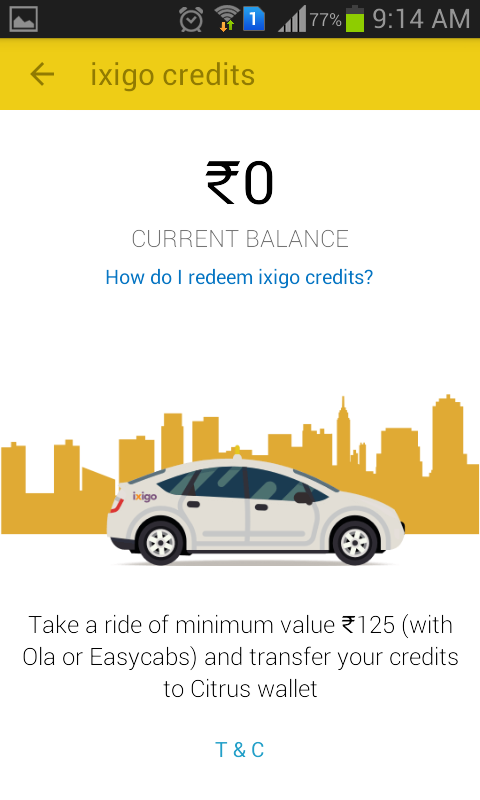 1 77% 9:14 AM
ixigo credits
₹0
CURRENT BALANCE
How do I redeem ixigo credits?
ixigo
Take a ride of minimum value ₹125 (with
Ola or Easycabs) and transfer your credits
to Citrus wallet
T & C